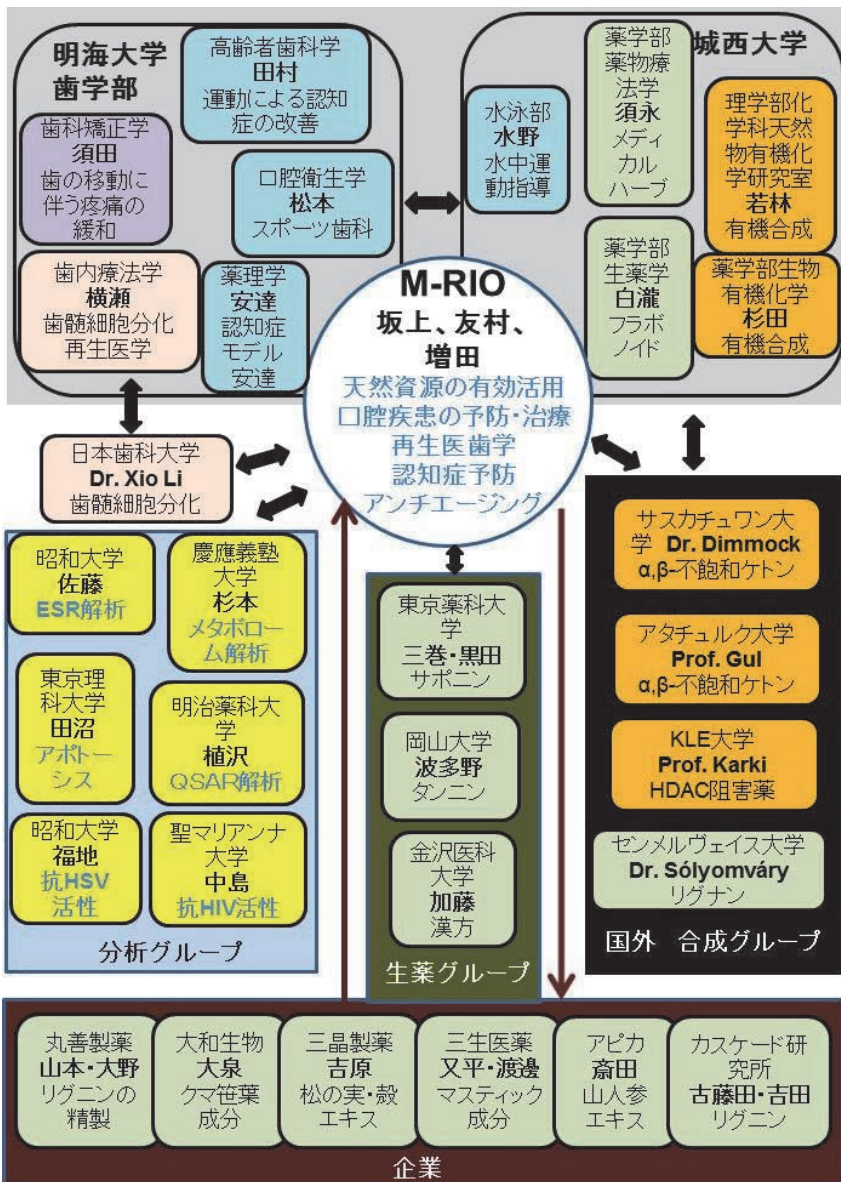 明海大学
歯学部
高齢者歯科学
田村
運動による認知
症の改善
歯科矯正学
須田
歯の移動に
伴う疼痛の
緩和
口腔衛生学
松本
スポーツ歯科
歯内療法学
横瀬
歯髄細胞分化
再生医学
薬理学
安達
認知症
モデル
安達
城西大学
水泳部
水野
水中運
動指導
薬学部
薬物療
法学
須永
メディ
カル
ハーブ
理学部化
学科天然
物有機化
学研究室
若林
有機合成
薬学部
生薬学
白瀧
フラボ
ノイド
薬学部生物
有機化学
杉田
有機合成
M-RIO
坂上、友村、
増田
天然資源の有効活用
口腔疾患の予防・治療
再生医歯学
認知症予防
アンチエージング
日本歯科大学
Dr. Xio Li
歯髄細胞分化
昭和大学
佐藤
ESR解析
慶應義塾
大学
杉本
メタボロー
ム解析
東京理
科大学
田沼
アポトー
シス
明治薬科大
学
植沢
QSAR解析
昭和大学
福地
抗HSV
活性
聖マリアンナ
大学
中島
抗HIV活性
分析グループ
東京薬科大
学
三巻・黒田
サポニン
岡山大学
波多野
タンニン
金沢医科
大学
加藤
漢方
生薬グループ
サスカチュワン大
学 Dr. Dimmock
α,β-不飽和ケトン
アタチュルク大学
Prof. Gul
α,β-不飽和ケトン
KLE大学
Prof. Karki
HDAC阻害薬
センメルヴェイス大学
Dr. Sólyomváry
リグナン
国外 合成グループ
丸善製薬
山本・大野
リグニンの
精製
大和生物
大泉
クマ笹葉
成分
三晶製薬
吉原
松の実・殻
エキス
三生医薬
又平・渡邊
マスティック
成分
アピカ
斎田
山人参
エキス
カスケード研
究所
古藤田・吉田
リグニン
企業